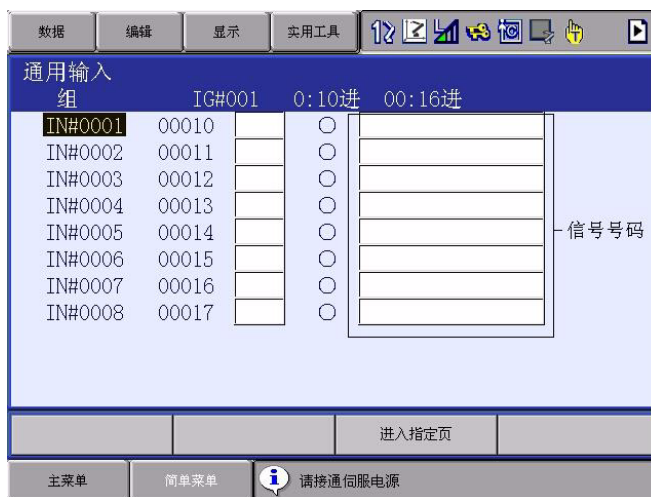 数据 编辑 显示 实用工具
通用输入
组 IG#001 0:10进 00:16进
IN#0001 00010 ○
IN#0002 00011 ○
IN#0003 00012 ○
IN#0004 00013 ○
IN#0005 00014 ○ 信号号码
IN#0006 00015 ○
IN#0007 00016 ○
IN#0008 00017 ○
进入指定页
主菜单 简单菜单 请接通伺服电源